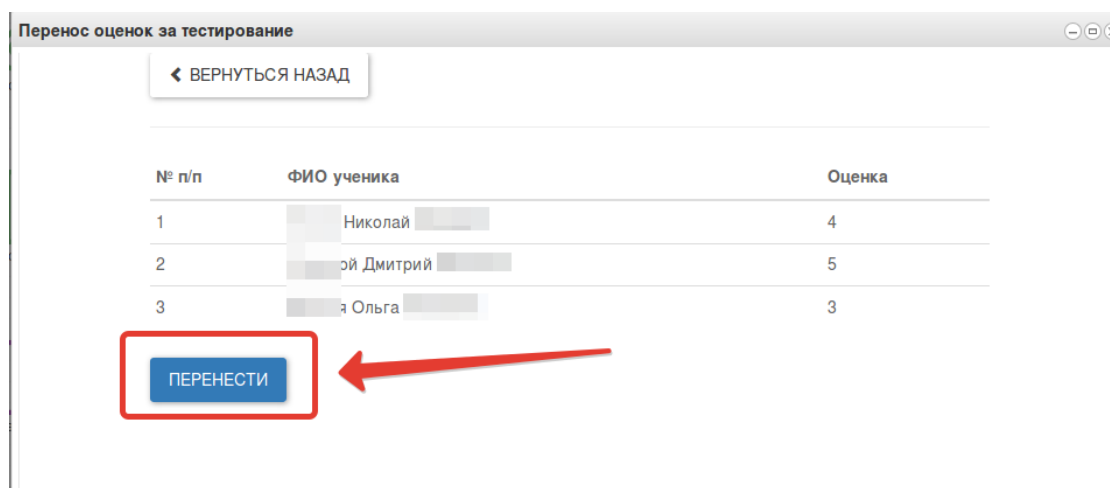 Перенос оценок за тестирование
ВЕРНУТЬСЯ НАЗАД
№ п/п ФИО ученика Оценка
1 Николай 4
2 Дмитрий 5
3 Ольга 3
ПЕРЕНЕСТИ